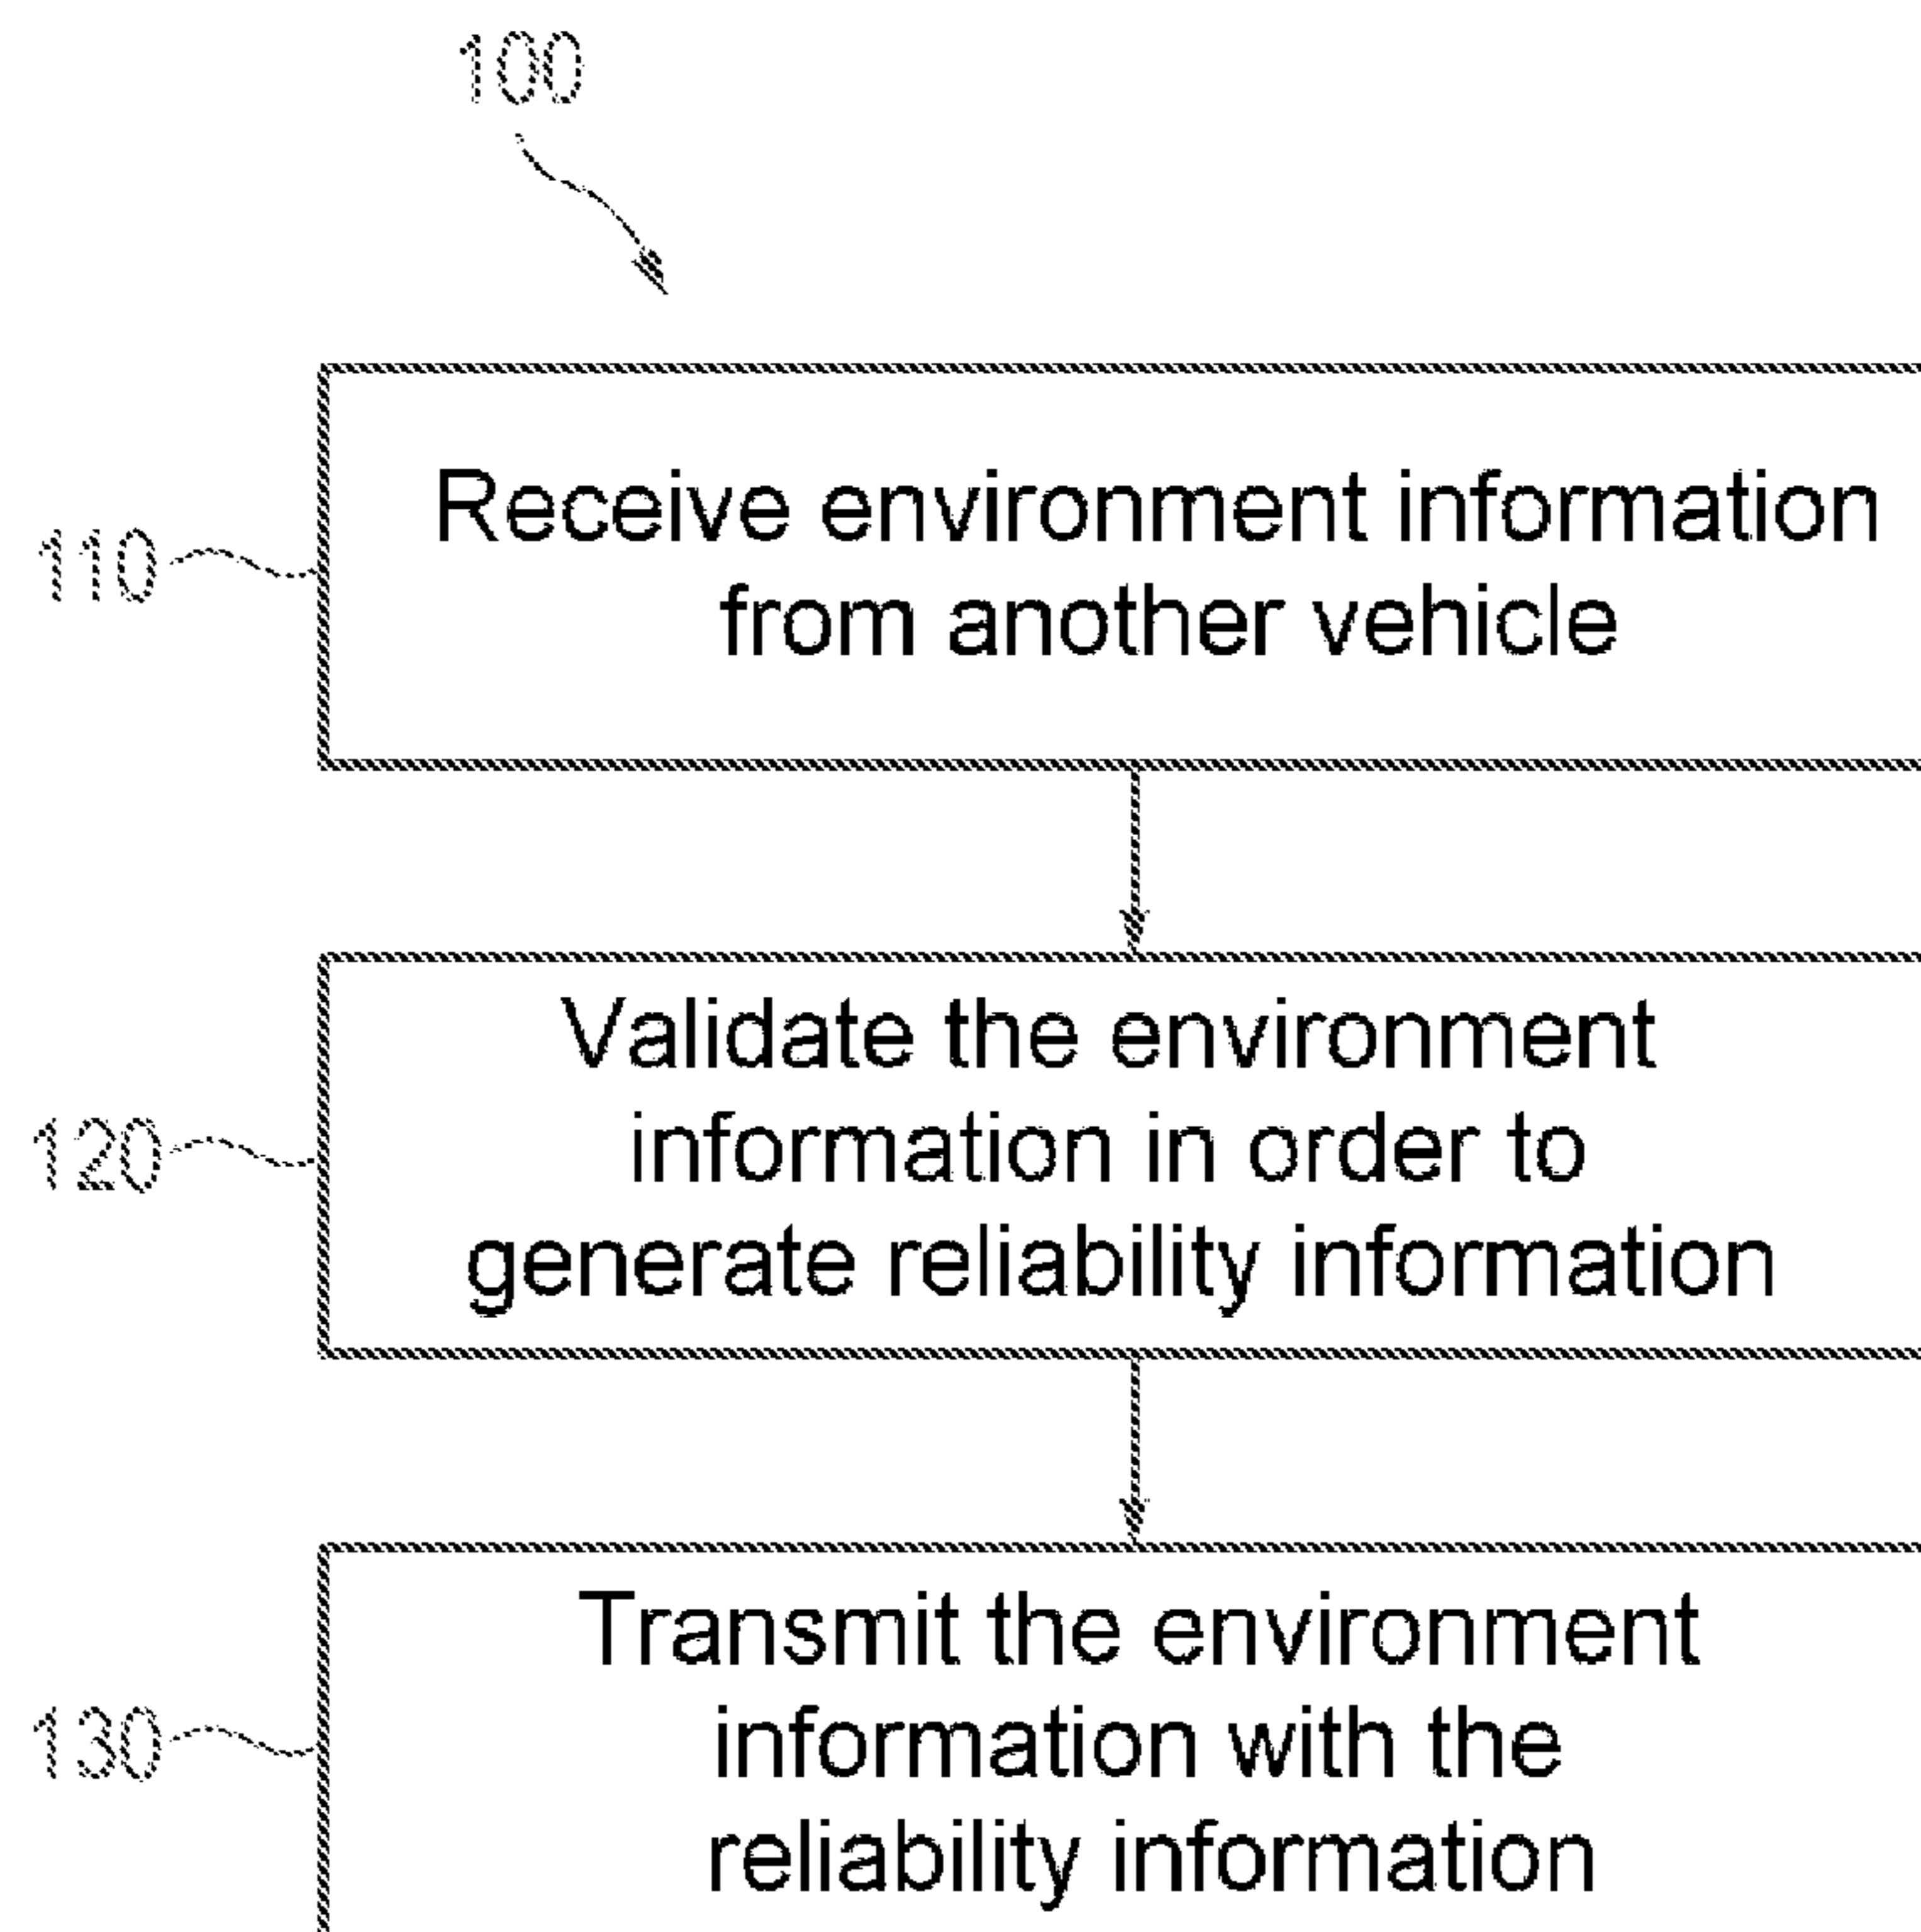 100
110
Receive environment information
from another vehicle
120
Validate the environment
information in order to
generate reliability information
130
Transmit the environment
information with the
reliability information